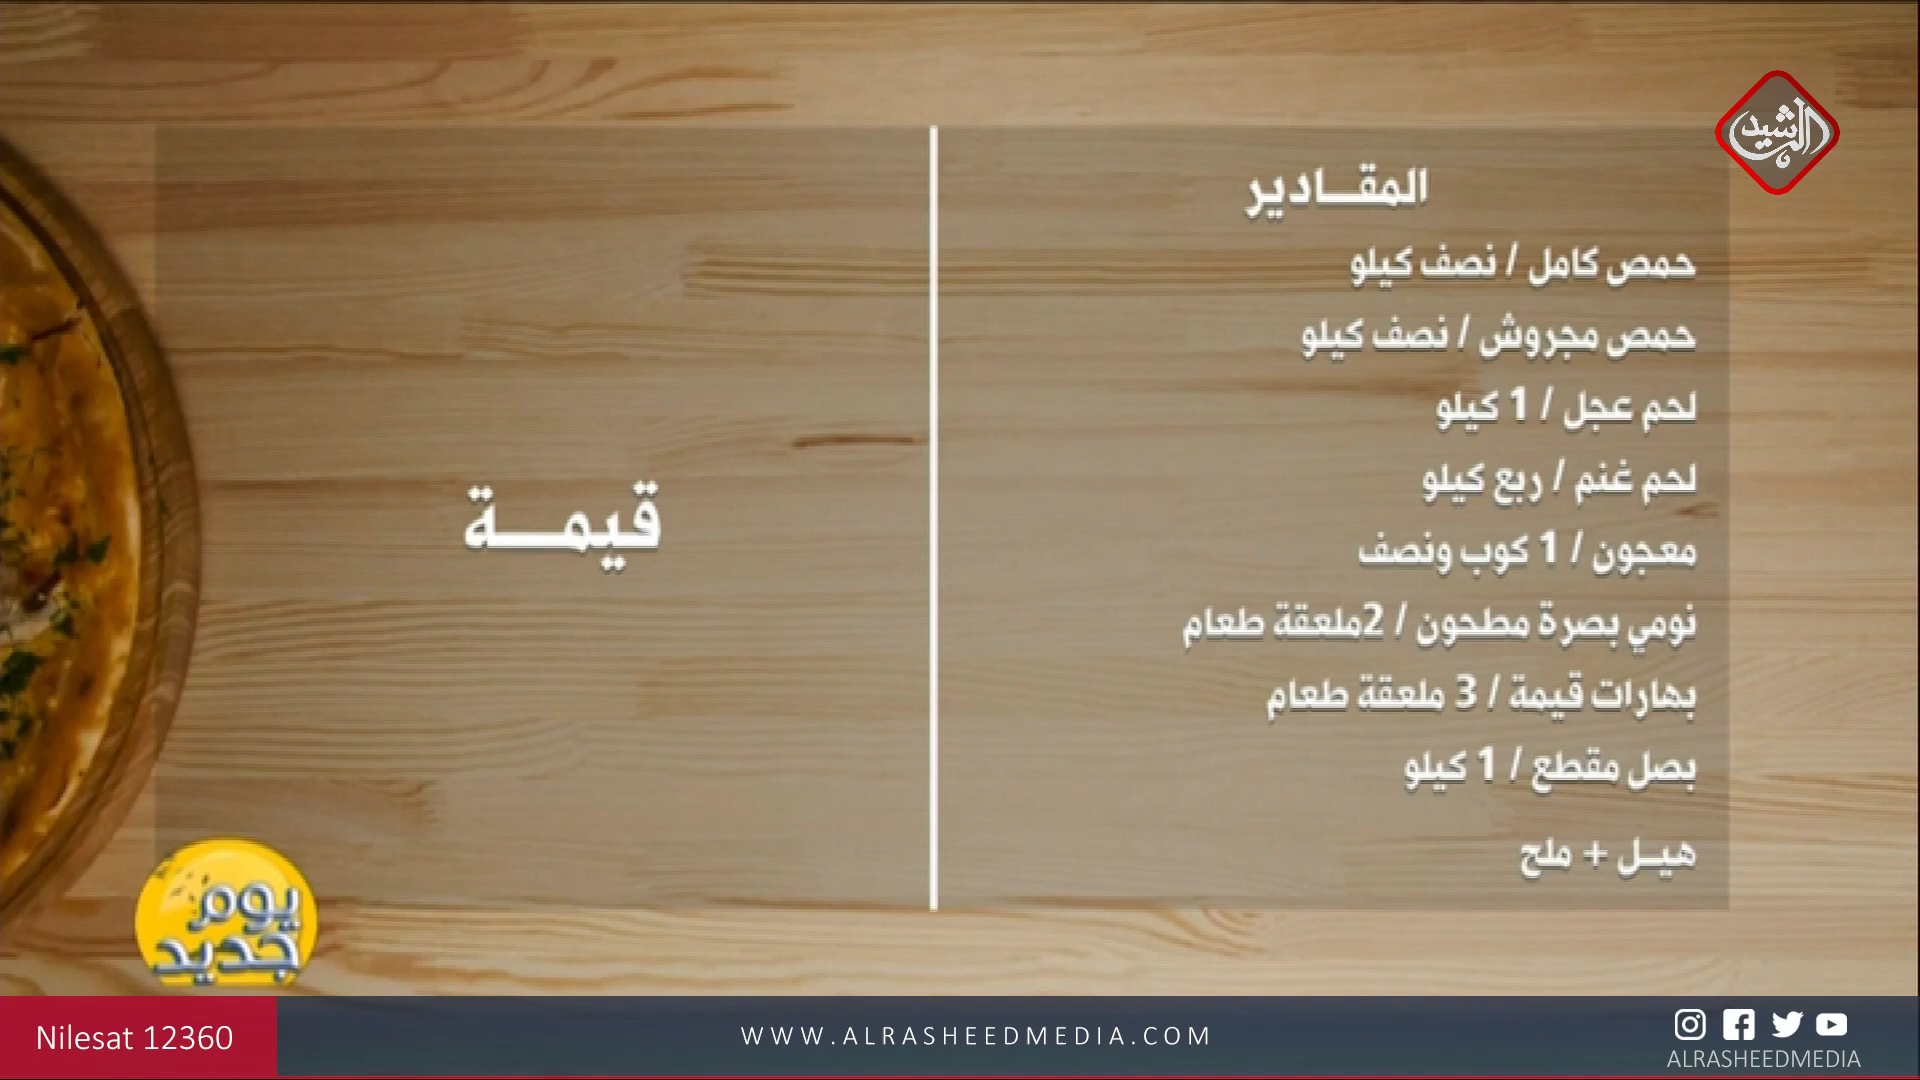 الرشيد
المقادير
حمص كامل / نصف كيلو
حمص مجروش / نصف كيلو
لحم عجل / 1 كيلو
لحم غنم / ربع كيلو
معجون / 1 كوب ونصف
نومي بصرة مطحون / 2ملعقة طعام
بهارات قيمة / 3 ملعقة طعام
بصل مقطع / 1 كيلو
هيل + ملح
قيمة
يوم
جديد
Nilesat 12360
WWW.ALRASHEEDMEDIA.COM
ALRASHEEDMEDIA